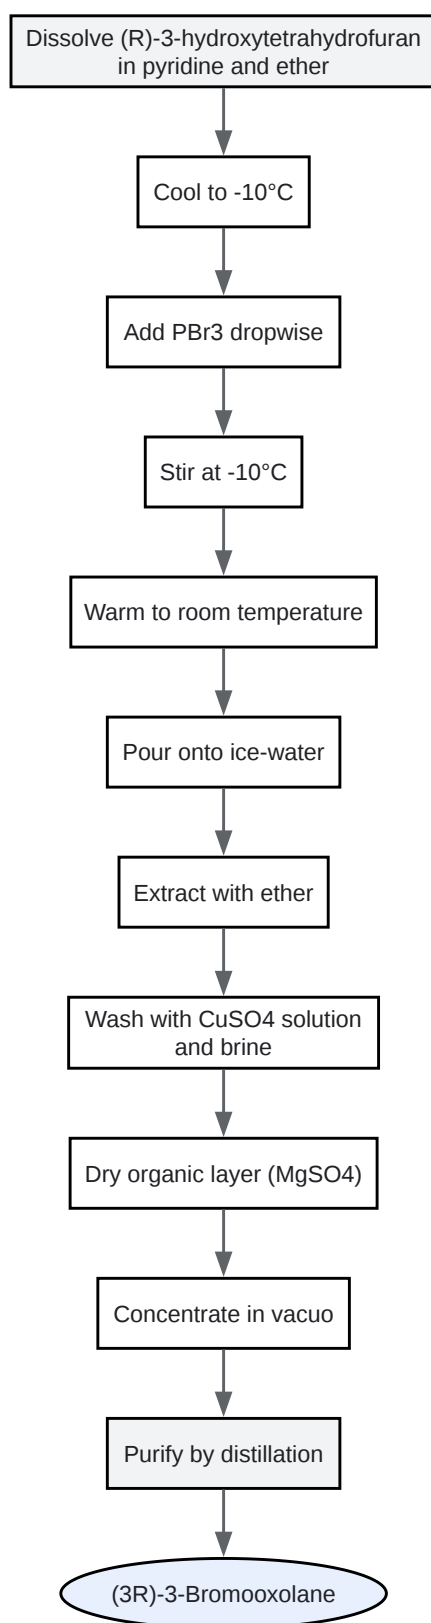 Dissolve (R)-3-hydroxytetrahydrofuran
in pyridine and ether
Cool to -10°C
Add PBr3 dropwise
Stir at -10°C
Warm to room temperature
Pour onto ice-water
Extract with ether
Wash with CuSO4 solution
and brine
Dry organic layer (MgSO4)
Concentrate in vacuo
Purify by distillation
(3R)-3-Bromooxolane